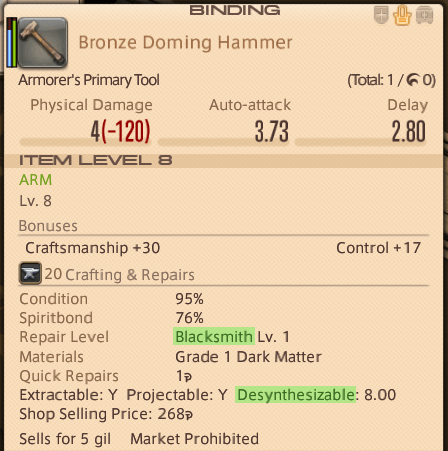 BINDING
Bronze Doming Hammer
Armorer's Primary Tool (Total: 1 / 0)
Physical Damage Auto-attack Delay
4(-120) 3.73 2.80
ITEM LEVEL 8
ARM
Lv. 8
Bonuses
Craftsmanship +30 Control +17
20 Crafting & Repairs
Condition 95%
Spiritbond 76%
Repair Level Blacksmith Lv. 1
Materials Grade 1 Dark Matter
Quick Repairs 1
Extractable: Y Projectable: Y Desynthesizable: 8.00
Shop Selling Price: 268
Sells for 5 gil Market Prohibited